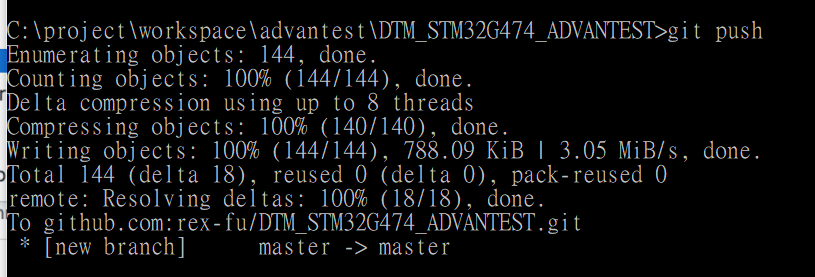 C:\project\workspace\advantest\DTM_STM32G474_ADVANTEST>git push
Enumerating objects: 144, done.
Counting objects: 100% (144/144), done.
Delta compression using up to 8 threads
Compressing objects: 100% (140/140), done.
Writing objects: 100% (144/144), 788.09 KiB | 3.05 MiB/s, done.
Total 144 (delta 18), reused 0 (delta 0), pack-reused 0
remote: Resolving deltas: 100% (18/18), done.
To github.com:rex-fu/DTM_STM32G474_ADVANTEST.git
 * [new branch]      master -> master